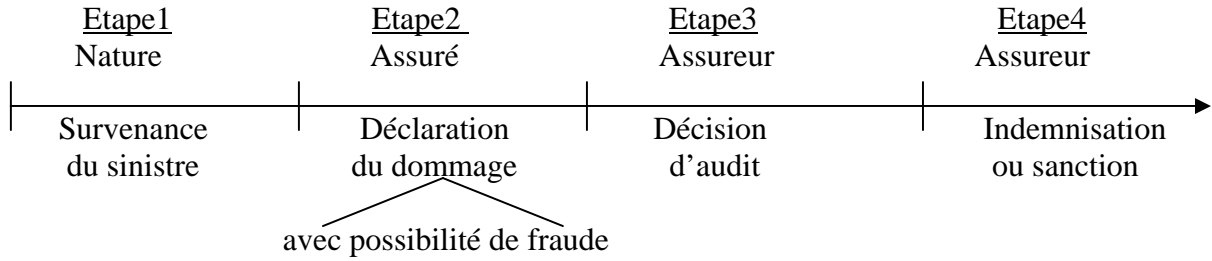 Etape1 Etape2 Etape3 Etape4
Nature Assuré Assureur Assureur
Survenance Déclaration Décision Indemnisation
du sinistre du dommage d’audit ou sanction
avec possibilité de fraude